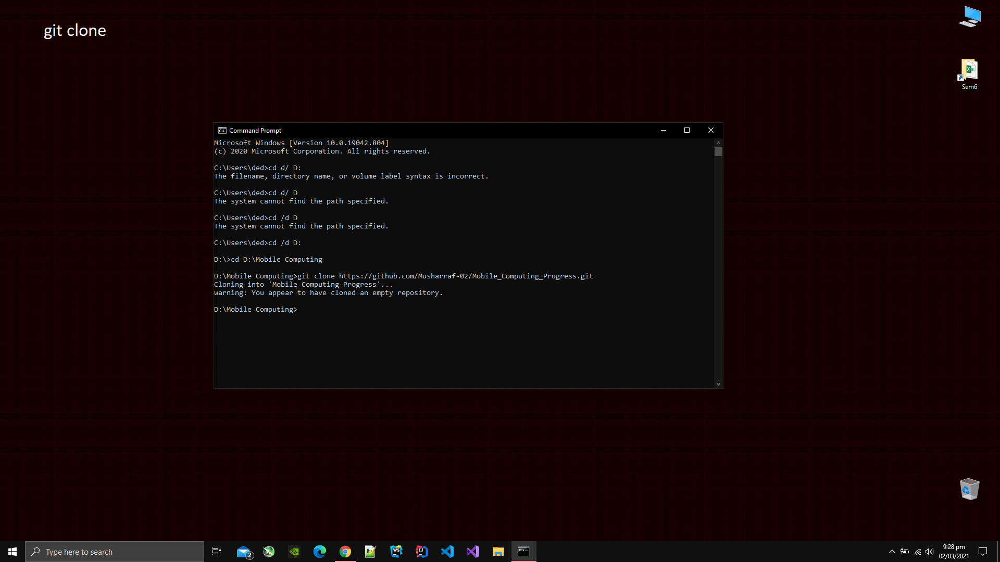 git clone
Sem6
Command Prompt
Microsoft Windows [Version 10.0.19042.804]
(c) 2020 Microsoft Corporation. All rights reserved.
C:\Users\ded>cd d/ D:
The filename, directory name, or volume label syntax is incorrect.
C:\Users\ded>cd d/ D
The system cannot find the path specified.
C:\Users\ded>cd /d D
The system cannot find the path specified.
C:\Users\ded>cd /d D:
D:\>cd D:\Mobile Computing
D:\Mobile Computing>git clone https://github.com/Musharraf-02/Mobile_Computing_Progress.git
Cloning into 'Mobile_Computing_Progress'...
warning: You appear to have cloned an empty repository.
D:\Mobile Computing>
Type here to search
2
WS
IJ
9:28 pm
02/03/2021